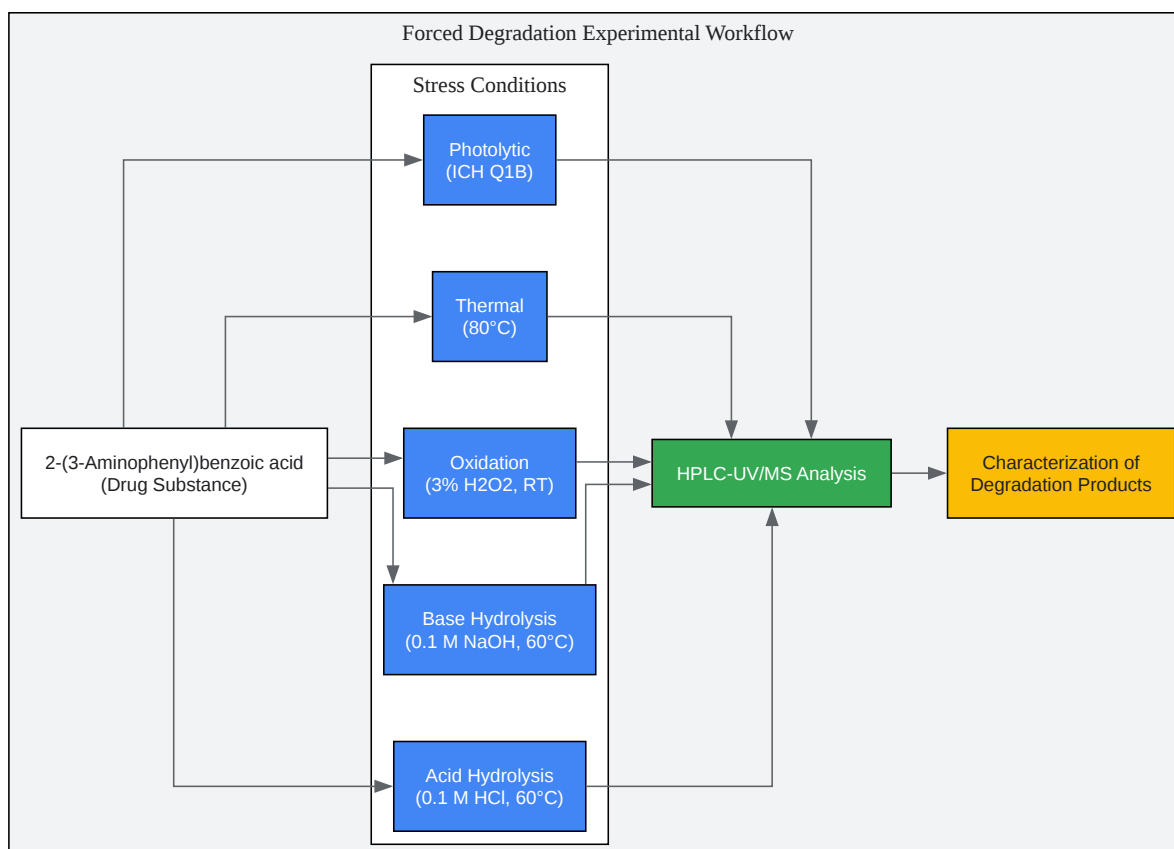 Forced Degradation Experimental Workflow
Stress Conditions
Photolytic
(ICH Q1B)
Thermal
(80°C)
2-(3-Aminophenyl)benzoic acid
(Drug Substance)
Oxidation
(3% H2O2, RT)
HPLC-UV/MS Analysis
Characterization of
Degradation Products
Base Hydrolysis
(0.1 M NaOH, 60°C)
Acid Hydrolysis
(0.1 M HCl, 60°C)